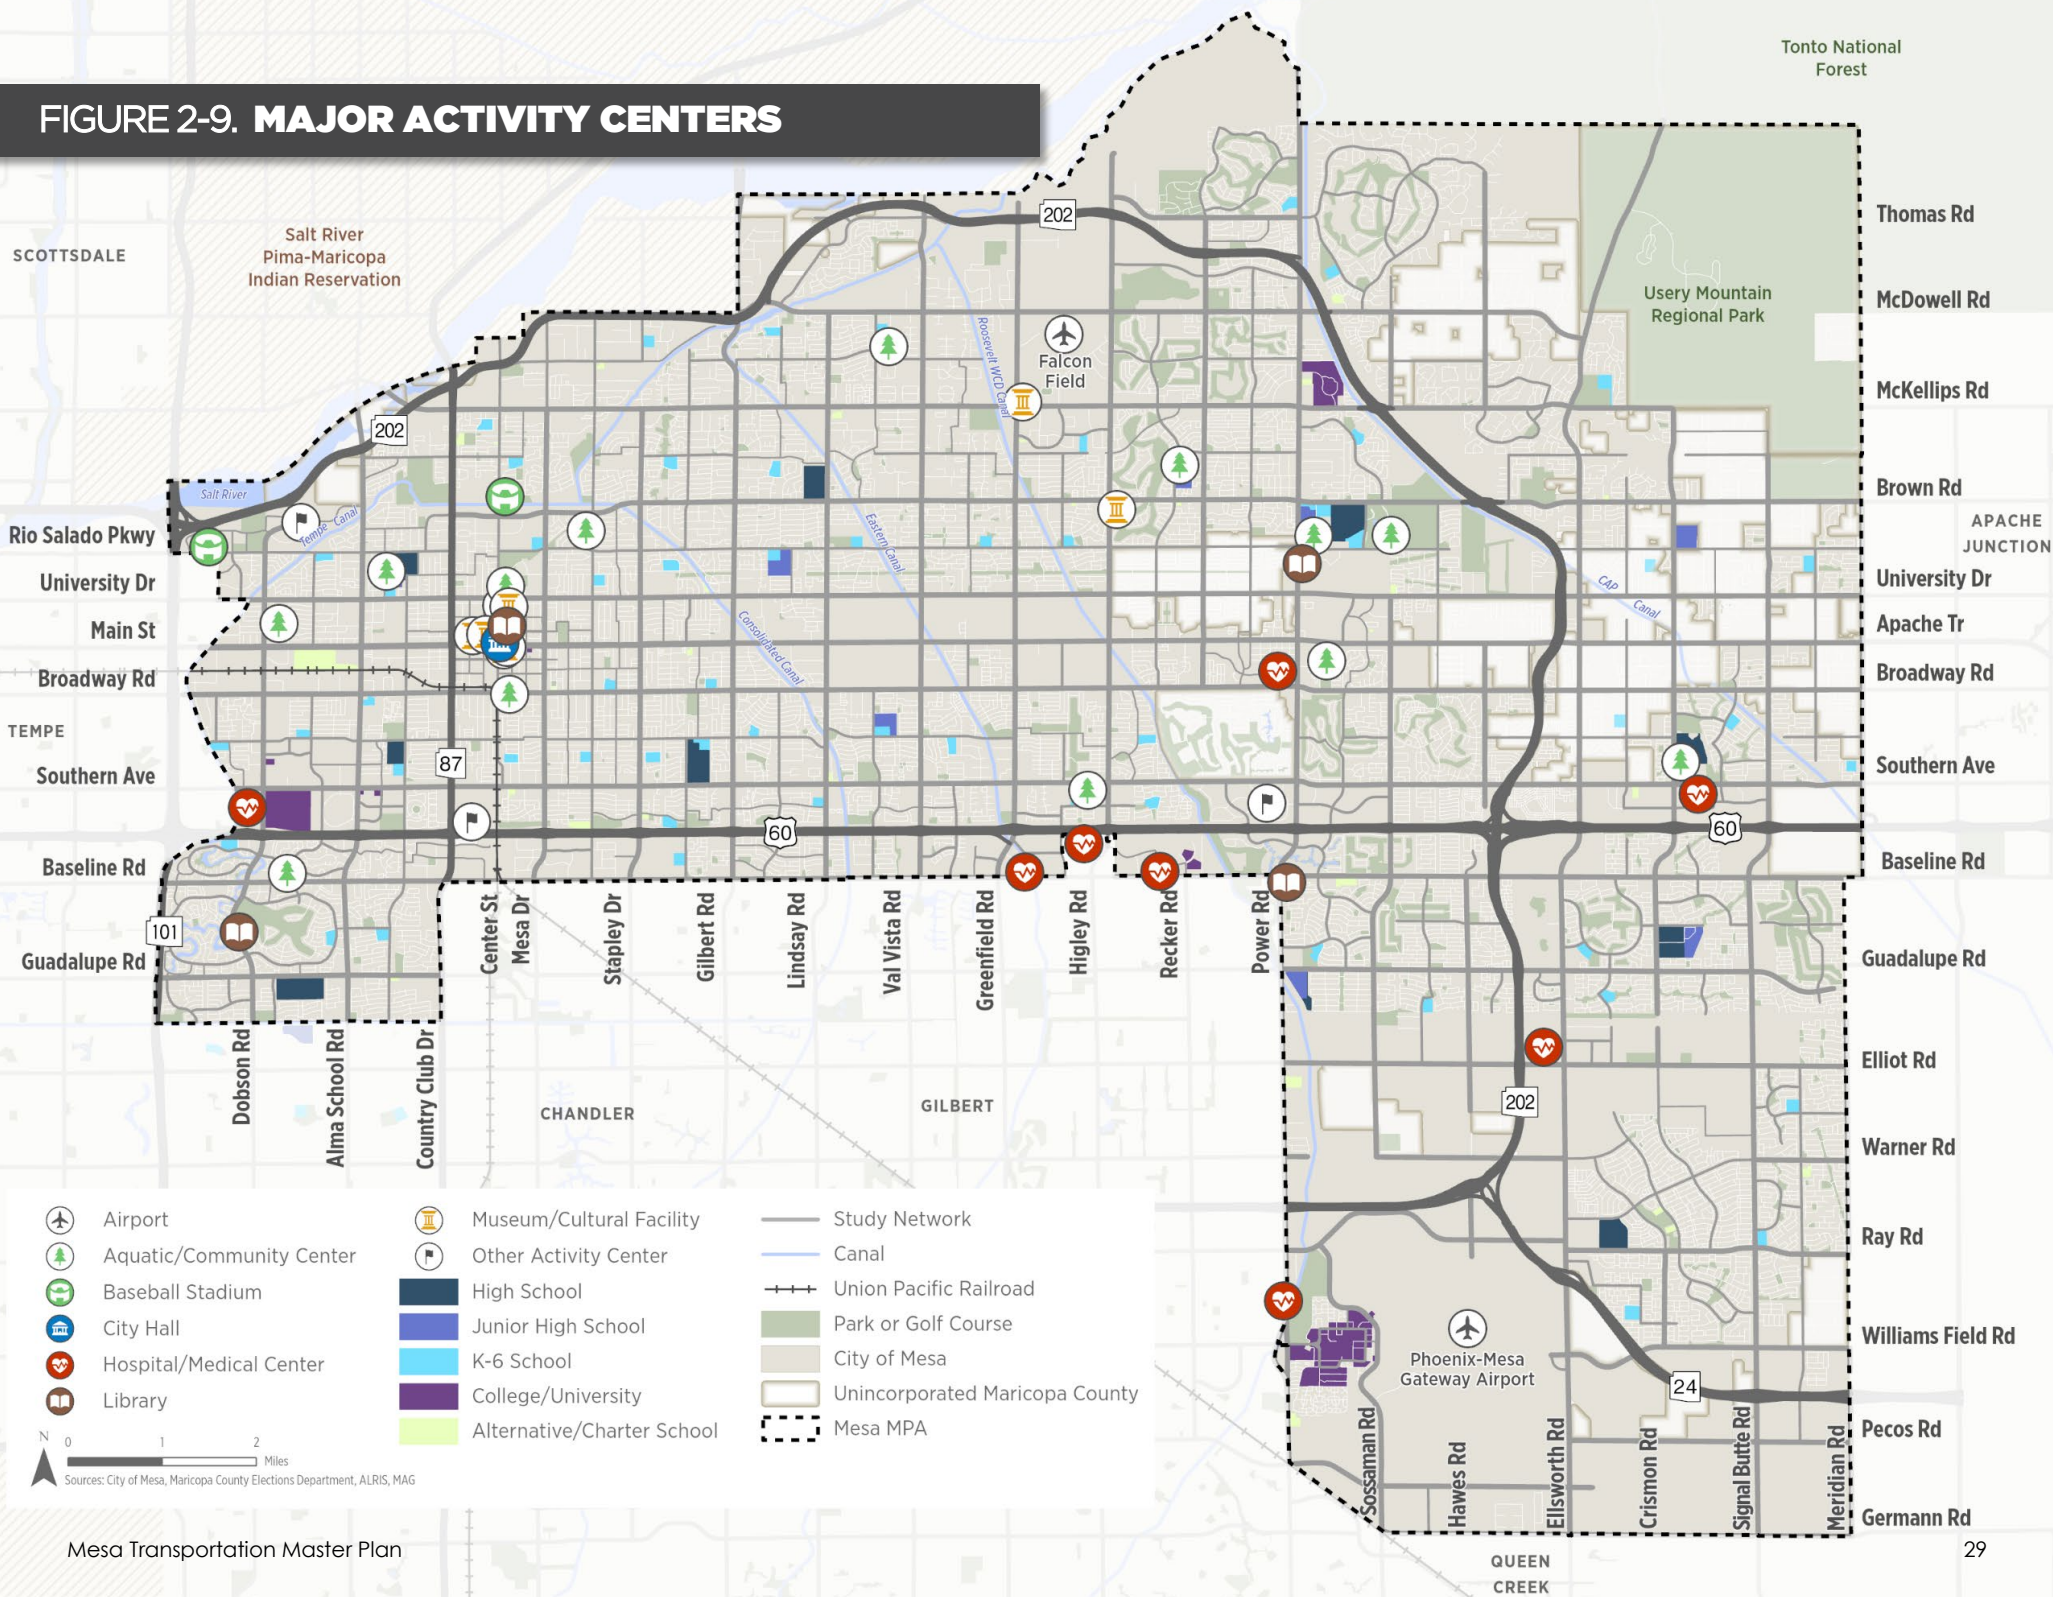 FIGURE 2-9. MAJOR ACTIVITY CENTERS
Tonto National
Forest
SCOTTSDALE
Salt River
Pima-Maricopa
Indian Reservation
202
Thomas Rd
Usery Mountain
Regional Park
McDowell Rd
Roosevelt WCD Canal
Falcon
Field
McKellips Rd
202
Salt River
Brown Rd
Rio Salado Pkwy
Tempe Canal
Eastern Canal
APACHE
JUNCTION
University Dr
University Dr
CAP Canal
Main St
Consolidated Canal
Apache Tr
Broadway Rd
Broadway Rd
TEMPE
87
Southern Ave
Southern Ave
60
60
Baseline Rd
Baseline Rd
101
Guadalupe Rd
Center St
Mesa Dr
Stapley Dr
Gilbert Rd
Lindsay Rd
Val Vista Rd
Greenfield Rd
Higley Rd
Recker Rd
Power Rd
Guadalupe Rd
Dobson Rd
Alma School Rd
Country Club Dr
Elliot Rd
CHANDLER
GILBERT
202
Warner Rd
Ray Rd
Williams Field Rd
Phoenix-Mesa
Gateway Airport
24
Pecos Rd
Sossaman Rd
Hawes Rd
Ellsworth Rd
Crismon Rd
Signal Butte Rd
Meridian Rd
Germann Rd
QUEEN
CREEK
Airport
Aquatic/Community Center
Baseball Stadium
City Hall
Hospital/Medical Center
Library
Museum/Cultural Facility
Other Activity Center
High School
Junior High School
K-6 School
College/University
Alternative/Charter School
Study Network
Canal
Union Pacific Railroad
Park or Golf Course
City of Mesa
Unincorporated Maricopa County
Mesa MPA
N
0 1 2
Miles
Sources: City of Mesa, Maricopa County Elections Department, ALRIS, MAG
Mesa Transportation Master Plan
29